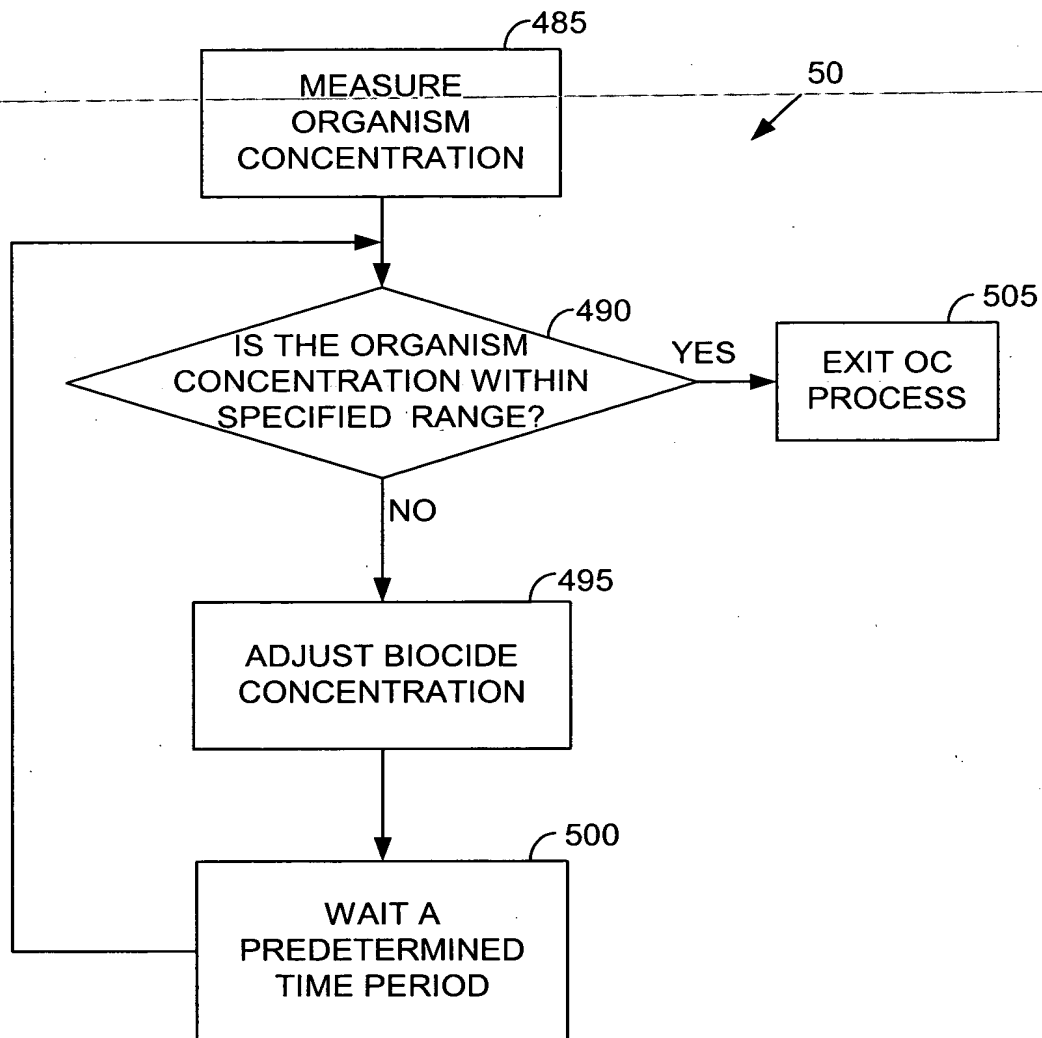 485
MEASURE
ORGANISM
CONCENTRATION
50
490
IS THE ORGANISM
CONCENTRATION WITHIN
SPECIFIED RANGE?
YES
505
EXIT OC
PROCESS
NO
495
ADJUST BIOCIDE
CONCENTRATION
500
WAIT A
PREDETERMINED
TIME PERIOD